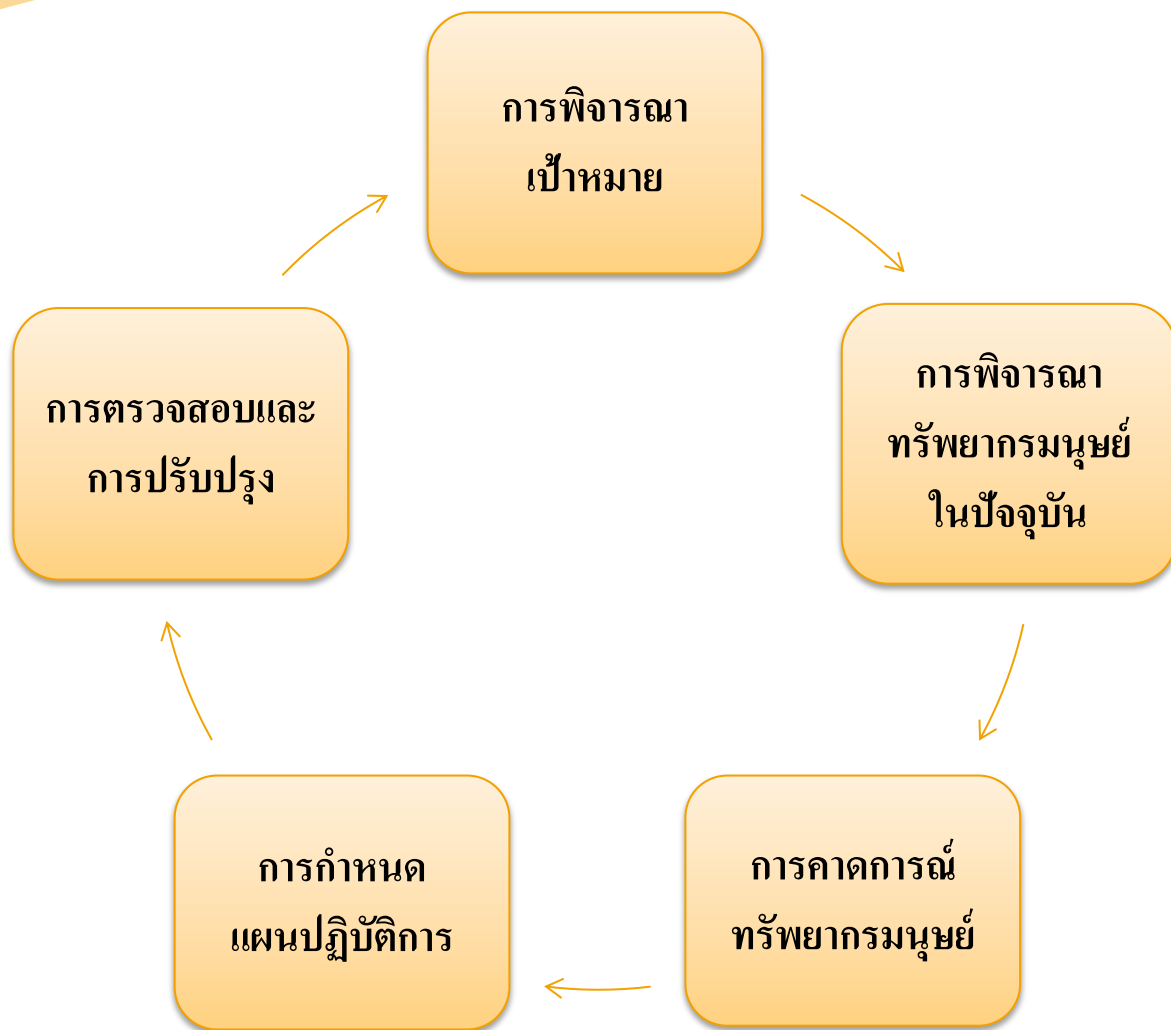 การพิจารณา
เป้าหมาย
การพิจารณา
ทรัพยากรมนุษย์
ในปัจจุบัน
การคาดการณ์
ทรัพยากรมนุษย์
การกำหนด
แผนปฏิบัติการ
การตรวจสอบและ
การปรับปรุง